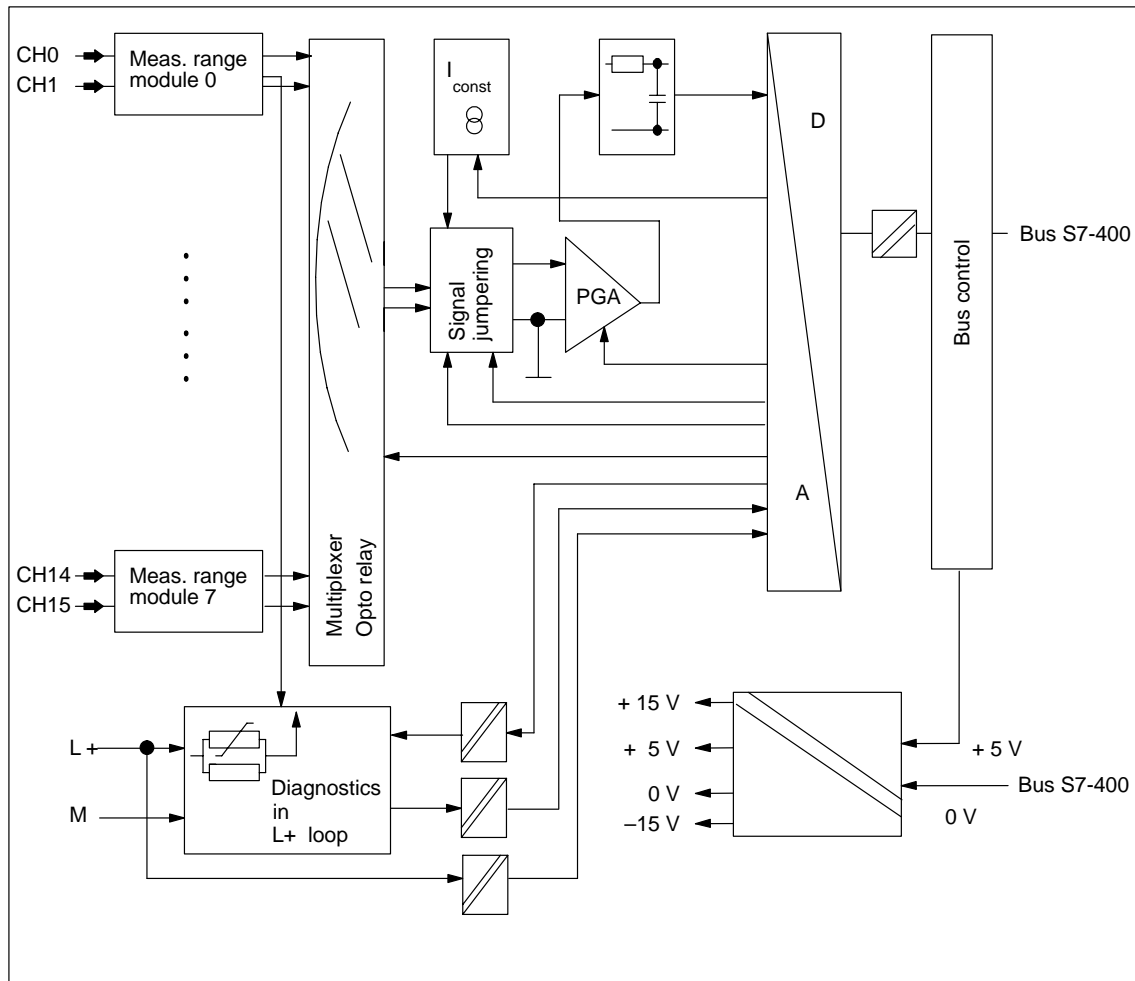 CH0
CH1
Meas. range
module 0
I const
D
Bus S7-400
Bus control
Signal
jumpering
PGA
A
CH14
CH15
Meas. range
module 7
Multiplexer
Opto relay
L +
M
Diagnostics
in
L+ loop
+ 15 V
+ 5 V
0 V
–15 V
+ 5 V
Bus S7-400
0 V